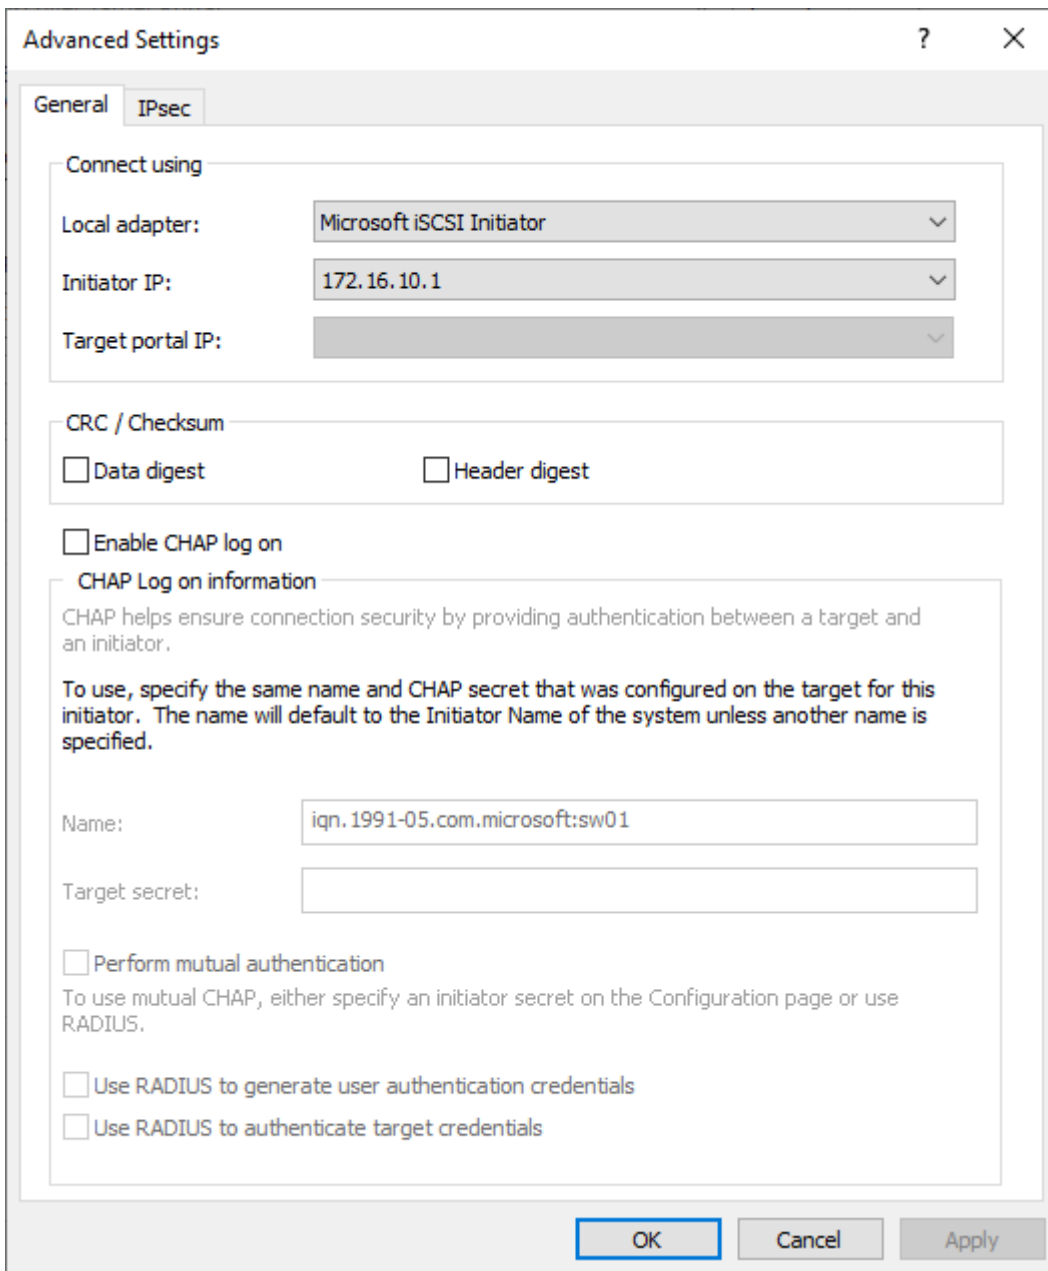 Advanced Settings
?
General
IPsec
Connect using
Local adapter:
Microsoft iSCSI Initiator
Initiator IP:
172.16.10.1
Target portal IP:
CRC / Checksum
Data digest
Header digest
Enable CHAP log on
CHAP Log on information
CHAP helps ensure connection security by providing authentication between a target and
an initiator.
To use, specify the same name and CHAP secret that was configured on the target for this
initiator.  The name will default to the Initiator Name of the system unless another name is
specified.
Name:
iqn.1991-05.com.microsoft:sw01
Target secret:
Perform mutual authentication
To use mutual CHAP, either specify an initiator secret on the Configuration page or use
RADIUS.
Use RADIUS to generate user authentication credentials
Use RADIUS to authenticate target credentials
OK
Cancel
Apply